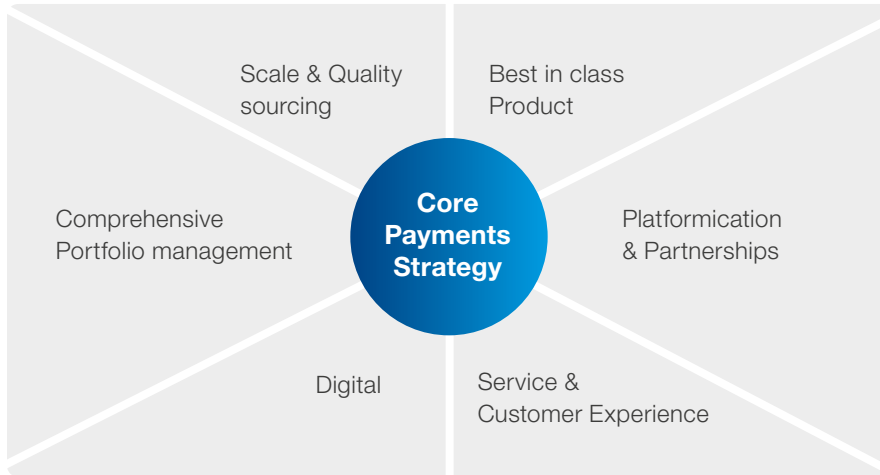 Scale & Quality
sourcing
Best in class
Product
Comprehensive
Portfolio management
Core
Payments
Strategy
Platformication
& Partnerships
Digital
Service &
Customer Experience